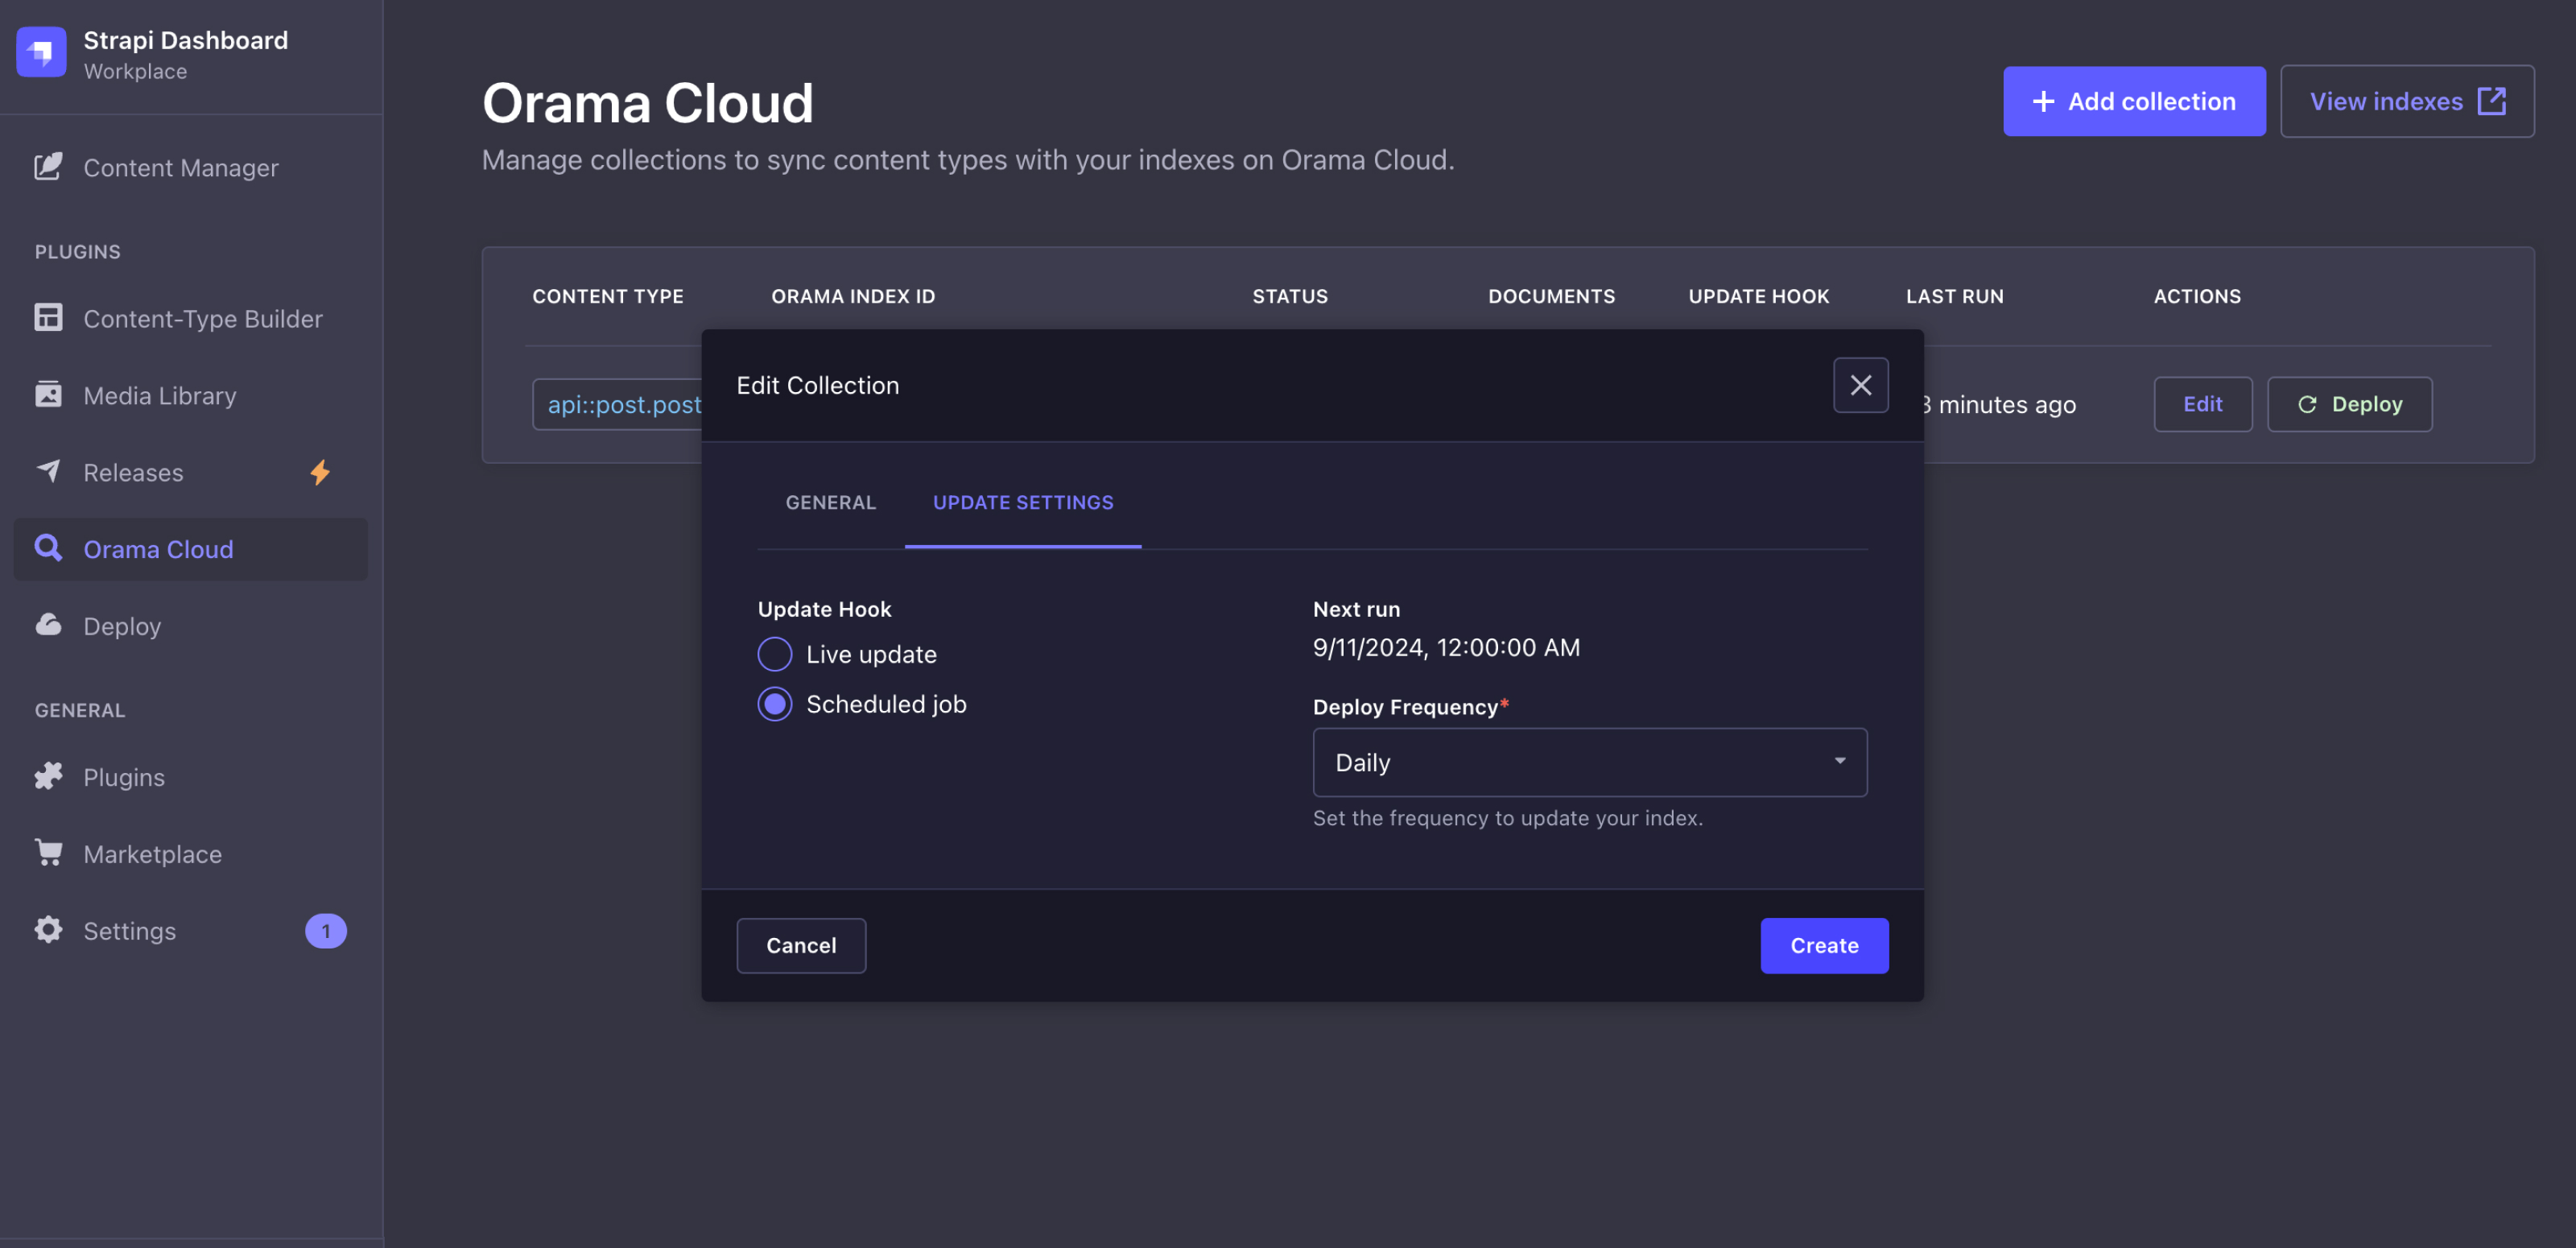 Strapi Dashboard
Workplace
Content Manager
PLUGINS
Content-Type Builder
Media Library
Releases
Orama Cloud
Deploy
GENERAL
Plugins
Marketplace
Settings
1
Orama Cloud
Manage collections to sync content types with your indexes on Orama Cloud.
Add collection
View indexes
CONTENT TYPE ORAMA INDEX ID STATUS DOCUMENTS UPDATE HOOK LAST RUN ACTIONS
api::post.post minutes ago Edit Deploy
Edit Collection
GENERAL UPDATE SETTINGS
Update Hook
Live update
Scheduled job
Next run
9/11/2024, 12:00:00 AM
Deploy Frequency*
Daily
Set the frequency to update your index.
Cancel
Create